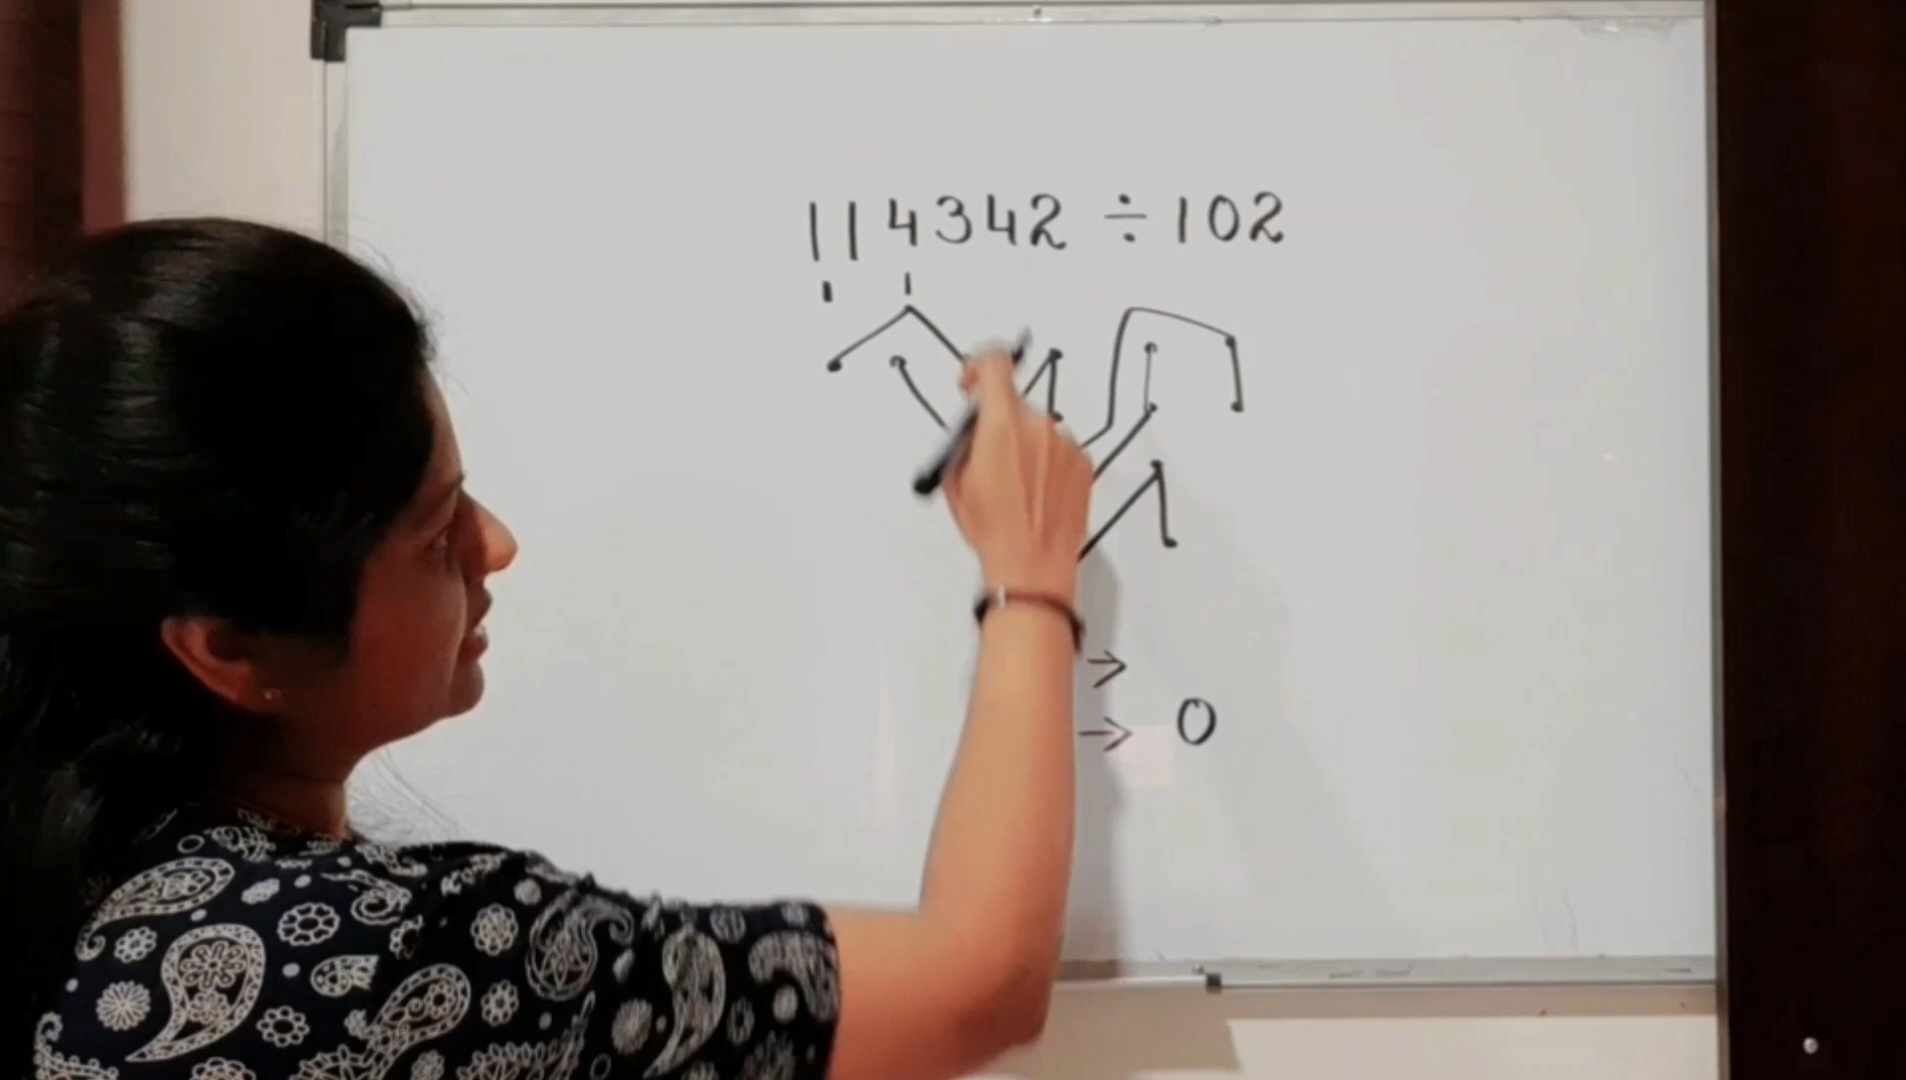 114342 ÷ 102
→
→ 0